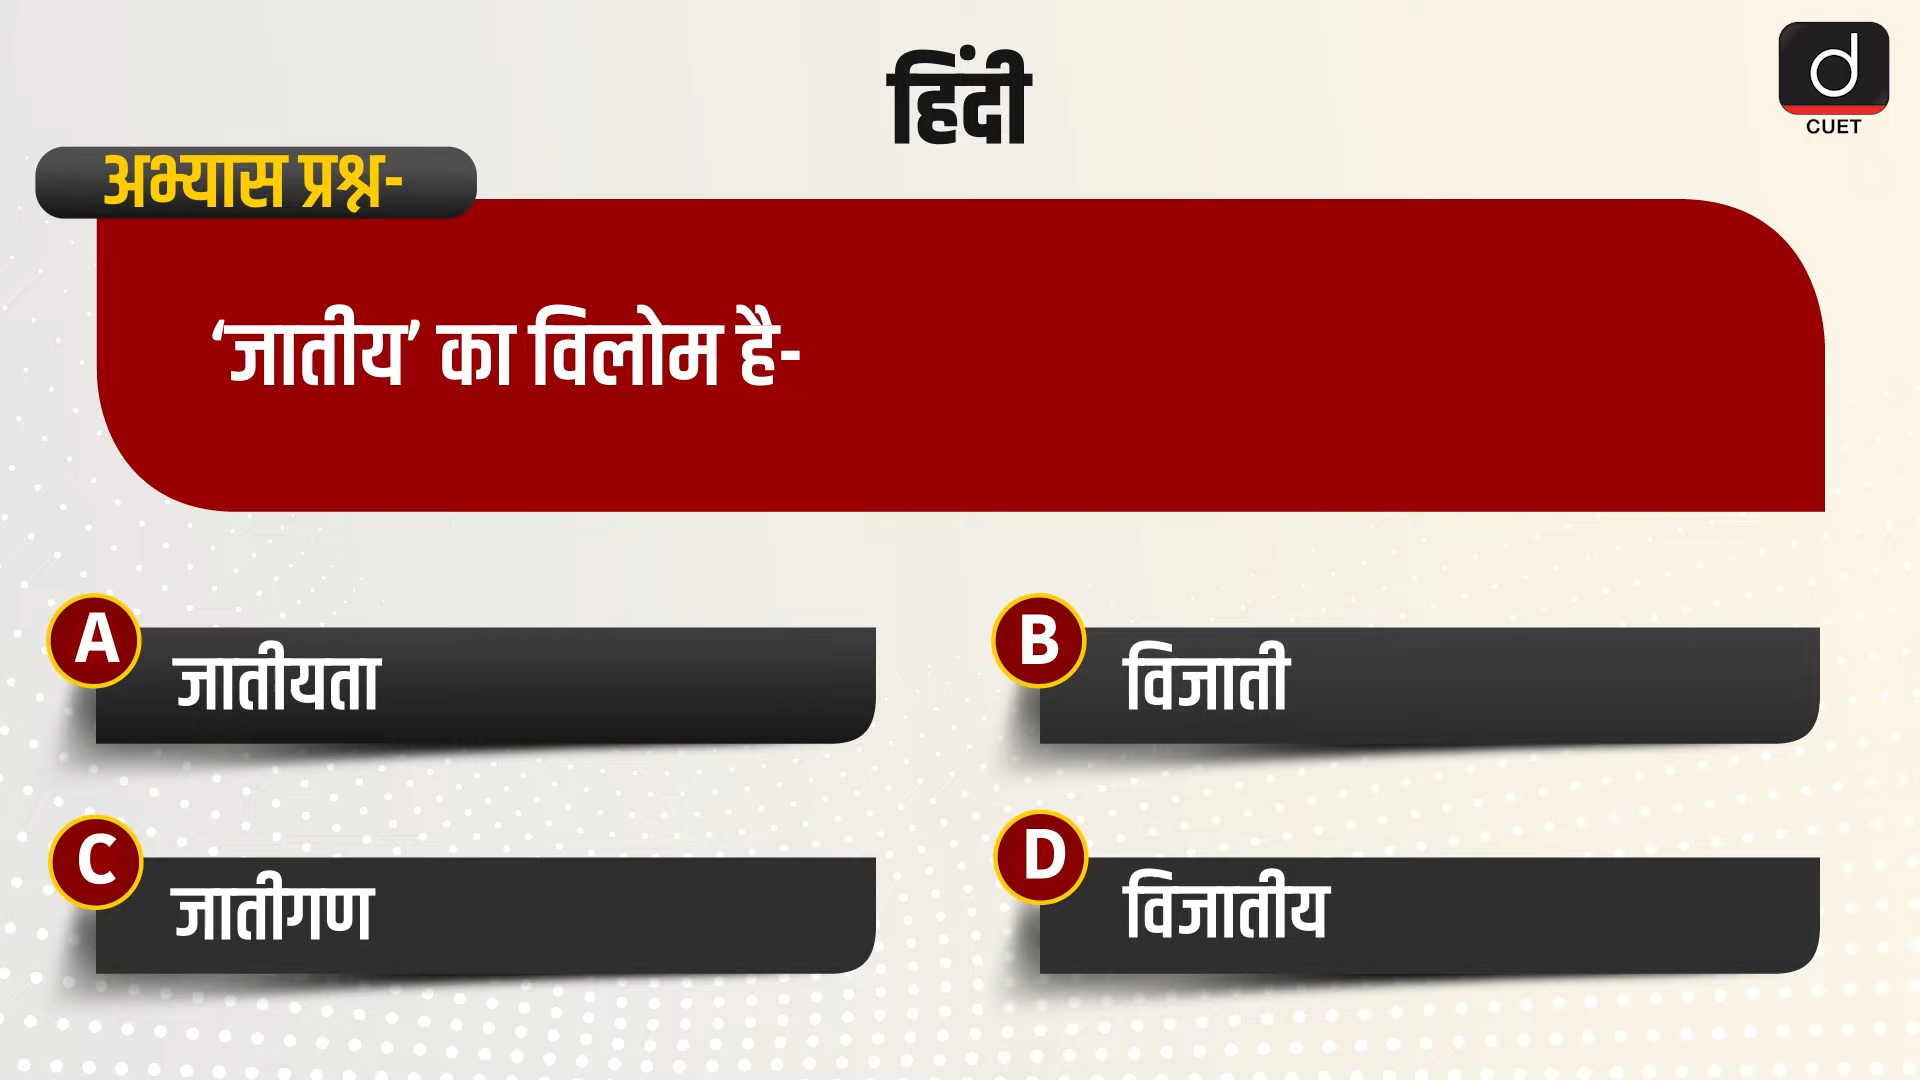 हिंदी
d
CUET
अभ्यास प्रश्न-
‘जातीय’ का विलोम है-
A
जातीयता
B
विजाती
C
जातीगण
D
विजातीय